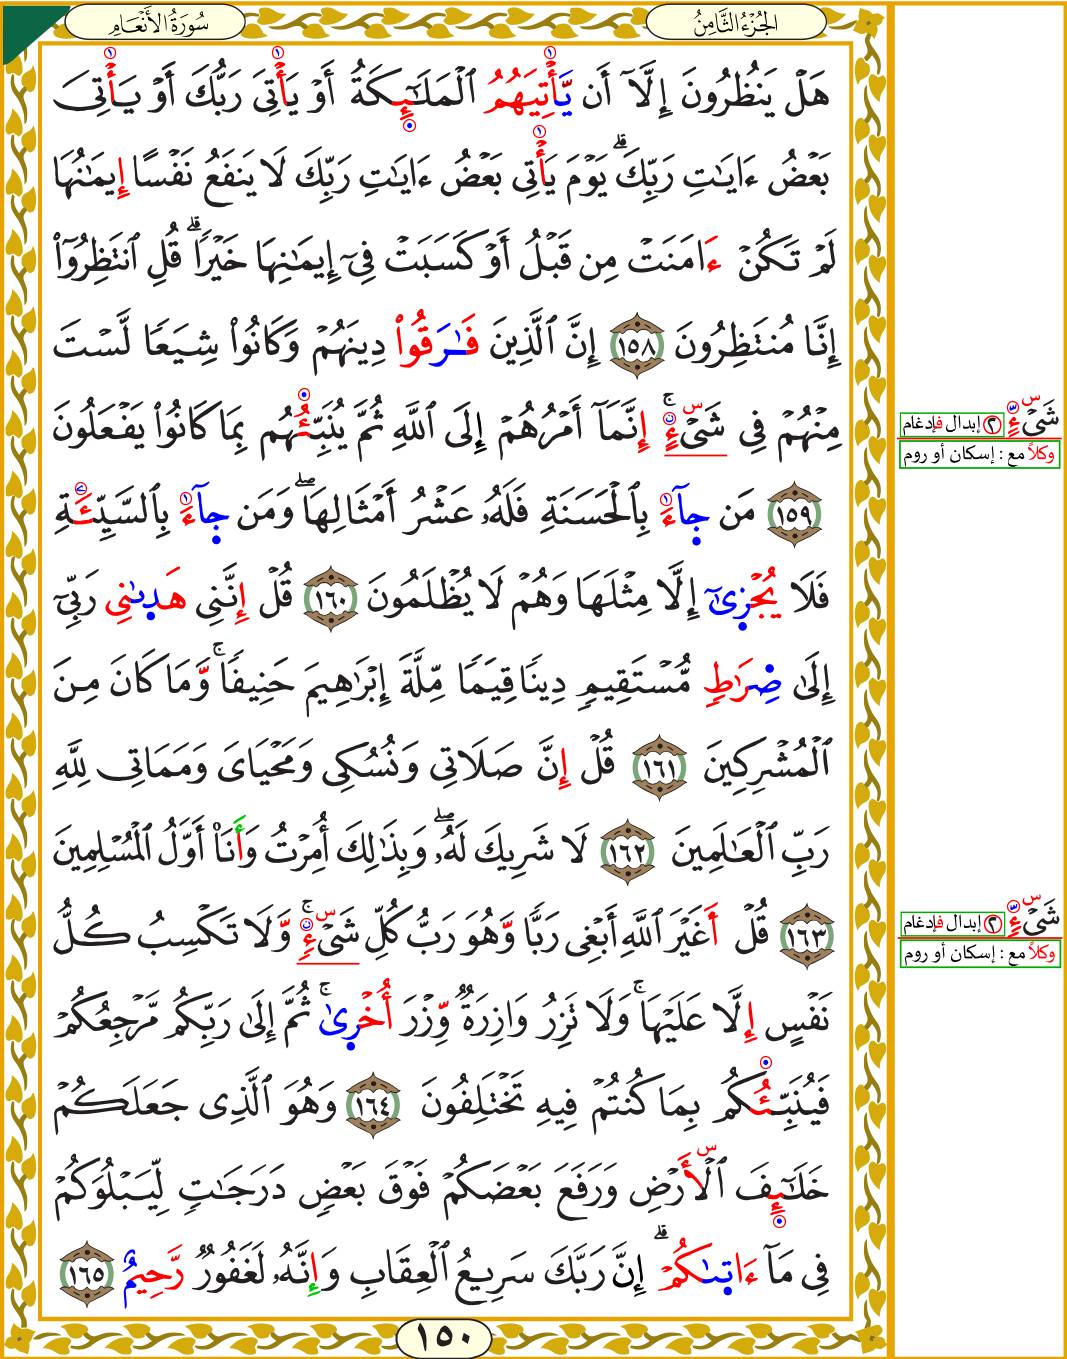 الجُزْءُ الثَّامِنُ
سُورَةُ الأَنْعَامِ
هَلْ يَنظُرُونَ إِلَّآ أَن يَّأْتِيَهُمُ ٱلْمَلَٰٓئِكَةُ أَوْ يَأْتِىَ رَبُّكَ أَوْ يَأْتِىَ
بَعْضُ ءَايَٰتِ رَبِّكَ ۗ يَوْمَ يَأْتِى بَعْضُ ءَايَٰتِ رَبِّكَ لَا يَنفَعُ نَفْسًا إِيمَٰنُهَا
لَمْ تَكُنْ ءَامَنَتْ مِن قَبْلُ أَوْ كَسَبَتْ فِىٓ إِيمَٰنِهَا خَيْرًا ۗ قُلِ ٱنتَظِرُوٓا۟
إِنَّا مُنتَظِرُونَ ١٥٨ إِنَّ ٱلَّذِينَ فَٰرَقُوا۟ دِينَهُمْ وَكَانُوا۟ شِيَعًا لَّسْتَ
مِنْهُمْ فِى شَىْءٍ ۚ إِنَّمَآ أَمْرُهُمْ إِلَى ٱللَّهِ ثُمَّ يُنَبِّئُهُم بِمَا كَانُوا۟ يَفْعَلُونَ
١٥٩ مَن جَآءَ بِٱلْحَسَنَةِ فَلَهُۥ عَشْرُ أَمْثَالِهَا ۖ وَمَن جَآءَ بِٱلسَّيِّئَةِ
فَلَا يُجْزَىٰٓ إِلَّا مِثْلَهَا وَهُمْ لَا يُظْلَمُونَ ١٦٠ قُلْ إِنَّنِى هَدَىٰنِى رَبِّىٓ
إِلَىٰ صِرَٰطٍ مُّسْتَقِيمٍ دِينًا قِيَمًا مِّلَّةَ إِبْرَٰهِيمَ حَنِيفًا ۚ وَّمَا كَانَ مِنَ
ٱلْمُشْرِكِينَ ١٦١ قُلْ إِنَّ صَلَاتِى وَنُسُكِى وَمَحْيَاىَ وَمَمَاتِى لِلَّهِ
رَبِّ ٱلْعَٰلَمِينَ ١٦٢ لَا شَرِيكَ لَهُۥ ۖ وَبِذَٰلِكَ أُمِرْتُ وَأَنَا۠ أَوَّلُ ٱلْمُسْلِمِينَ
١٦٣ قُلْ أَغَيْرَ ٱللَّهِ أَبْغِى رَبًّا وَّهُوَ رَبُّ كُلِّ شَىْءٍ ۚ وَّلَا تَكْسِبُ كُلُّ
نَفْسٍ إِلَّا عَلَيْهَا ۚ وَلَا تَزِرُ وَازِرَةٌ وِّزْرَ أُخْرَىٰ ۚ ثُمَّ إِلَىٰ رَبِّكُم مَّرْجِعُكُمْ
فَيُنَبِّئُكُم بِمَا كُنتُمْ فِيهِ تَخْتَلِفُونَ ١٦٤ وَهُوَ ٱلَّذِى جَعَلَكُمْ
خَلَٰٓئِفَ ٱلْأَرْضِ وَرَفَعَ بَعْضَكُمْ فَوْقَ بَعْضٍ دَرَجَٰتٍ لِّيَبْلُوَكُمْ
فِى مَآ ءَاتَىٰكُمْ ۗ إِنَّ رَبَّكَ سَرِيعُ ٱلْعِقَابِ وَإِنَّهُۥ لَغَفُورٌ رَّحِيمٌ ١٦٥
شَىْءٍ ٢ إبدال فإدغام
وكلاً مع : إسكان أو روم
شَىْءٍ ٢ إبدال فإدغام
وكلاً مع : إسكان أو روم
١٥٠